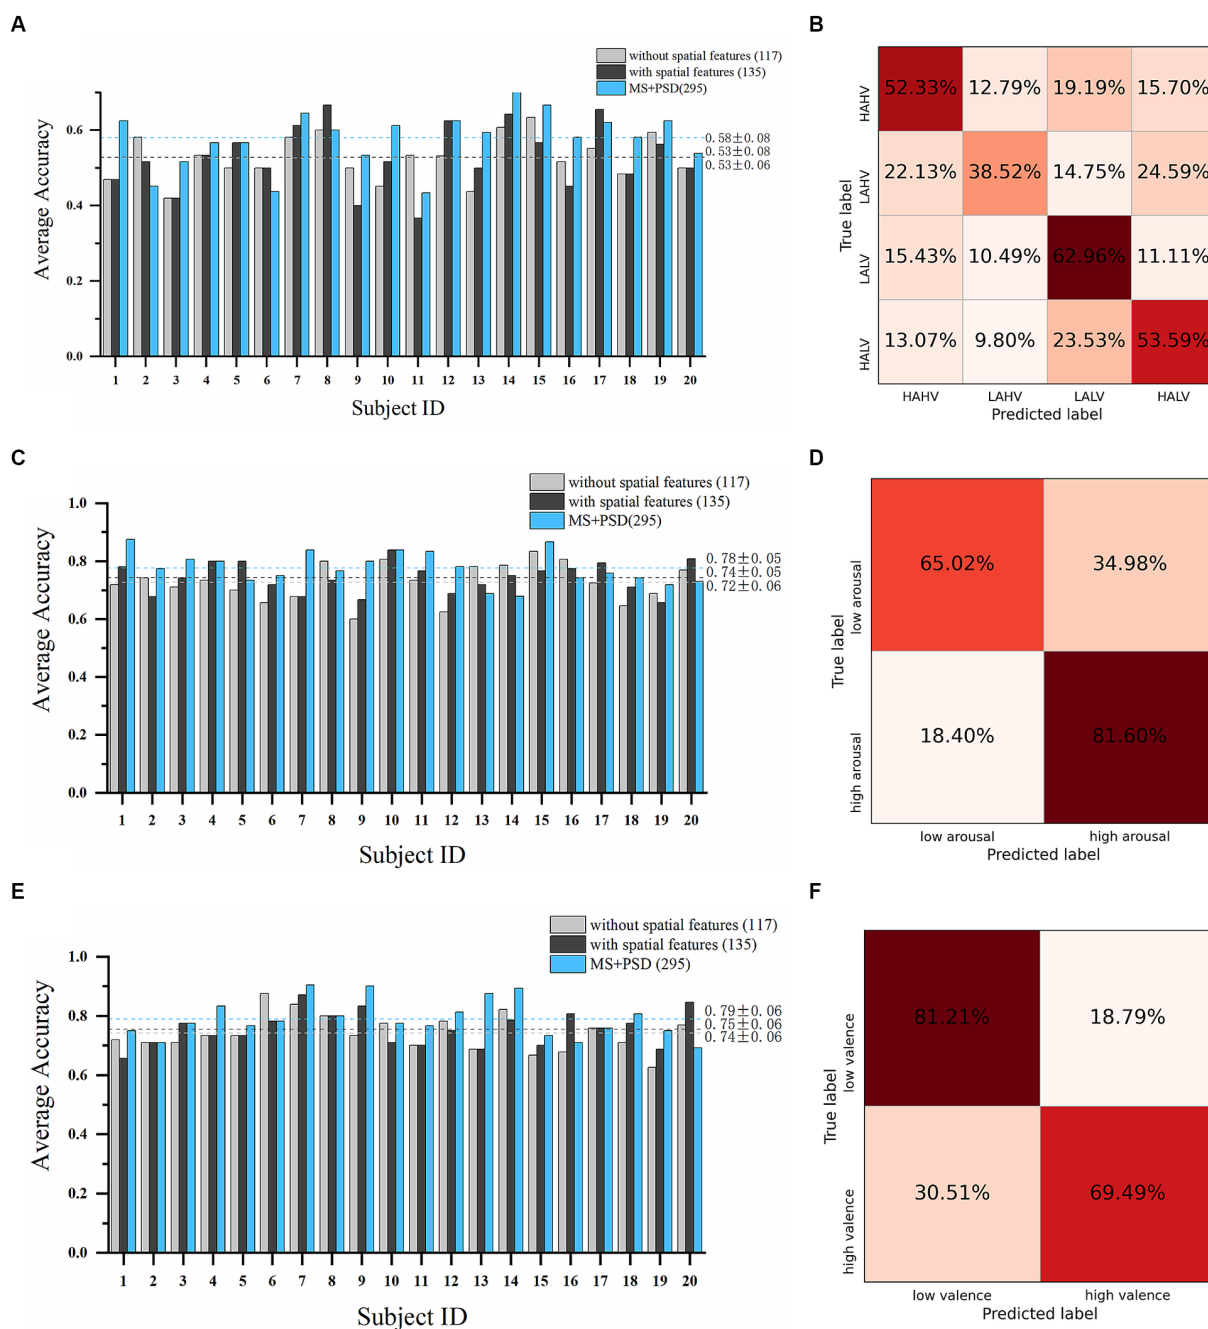 A
without spatial features (117)
with spatial features (135)
MS+PSD(295)
0.6
0.4
0.2
0.0
Average Accuracy
0.58±0.08
0.53±0.08
0.53±0.06
1 2 3 4 5 6 7 8 9 10 11 12 13 14 15 16 17 18 19 20
Subject ID
B
True label
HAHV
52.33% 12.79% 19.19% 15.70%
LAHV
22.13% 38.52% 14.75% 24.59%
LALV
15.43% 10.49% 62.96% 11.11%
HALV
13.07% 9.80% 23.53% 53.59%
HAHV LAHV LALV HALV
Predicted label
C
without spatial features (117)
with spatial features (135)
MS+PSD(295)
1.0
0.8
0.6
0.4
0.2
0.0
Average Accuracy
0.78±0.05
0.74±0.05
0.72±0.06
1 2 3 4 5 6 7 8 9 10 11 12 13 14 15 16 17 18 19 20
Subject ID
D
True label
low arousal
65.02% 34.98%
high arousal
18.40% 81.60%
low arousal high arousal
Predicted label
E
without spatial features (117)
with spatial features (135)
MS+PSD (295)
1.0
0.8
0.6
0.4
0.2
0.0
Average Accuracy
0.79±0.06
0.75±0.06
0.74±0.06
1 2 3 4 5 6 7 8 9 10 11 12 13 14 15 16 17 18 19 20
Subject ID
F
True label
low valence
81.21% 18.79%
high valence
30.51% 69.49%
low valence high valence
Predicted label